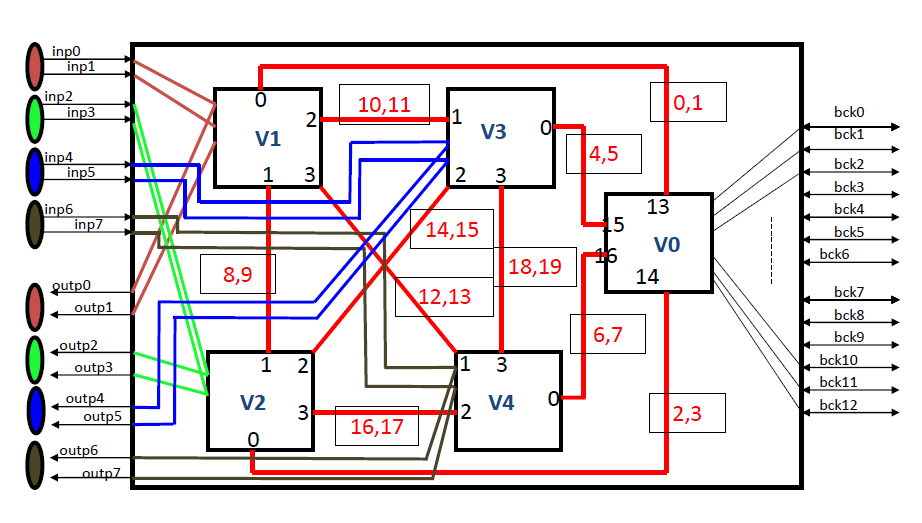 inp0
inp1
inp2
inp3
inp4
inp5
inp6
inp7
outp0
outp1
outp2
outp3
outp4
outp5
outp6
outp7
0
2
V1
1 3
10,11
1
V3
0
2 3
0,1
4,5
13
15
V0
16
14
14,15
18,19
8,9
12,13
6,7
1 2
V2
3
0
16,17
1 3
V4
0
2
2,3
bck0
bck1
bck2
bck3
bck4
bck5
bck6
bck7
bck8
bck9
bck10
bck11
bck12